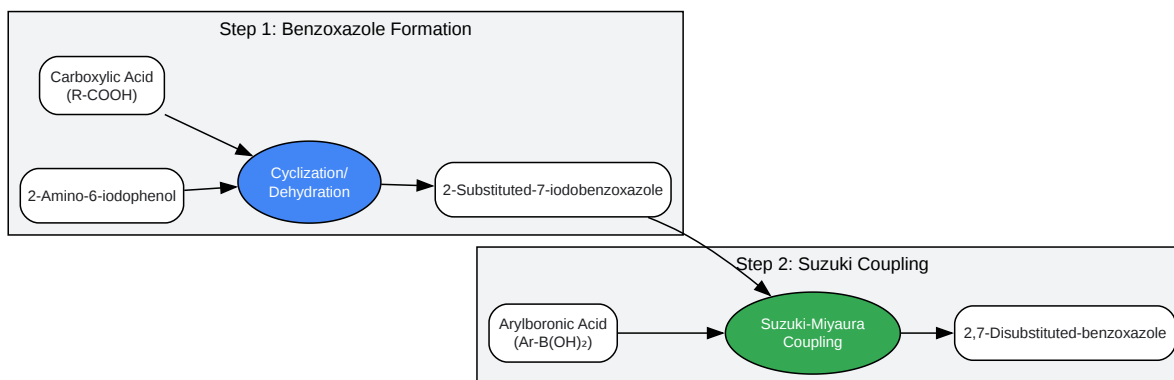 Step 1: Benzoxazole Formation
Carboxylic Acid
(R-COOH)
2-Amino-6-iodophenol
Cyclization/
Dehydration
2-Substituted-7-iodobenzoxazole
Step 2: Suzuki Coupling
Arylboronic Acid
(Ar-B(OH)₂)
Suzuki-Miyaura
Coupling
2,7-Disubstituted-benzoxazole